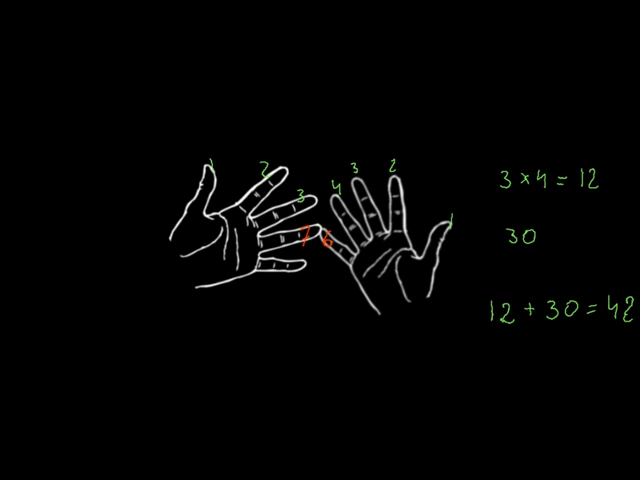 1 2 3 4 3 2 1
7 6
3 × 4 = 12
30
12 + 30 = 42